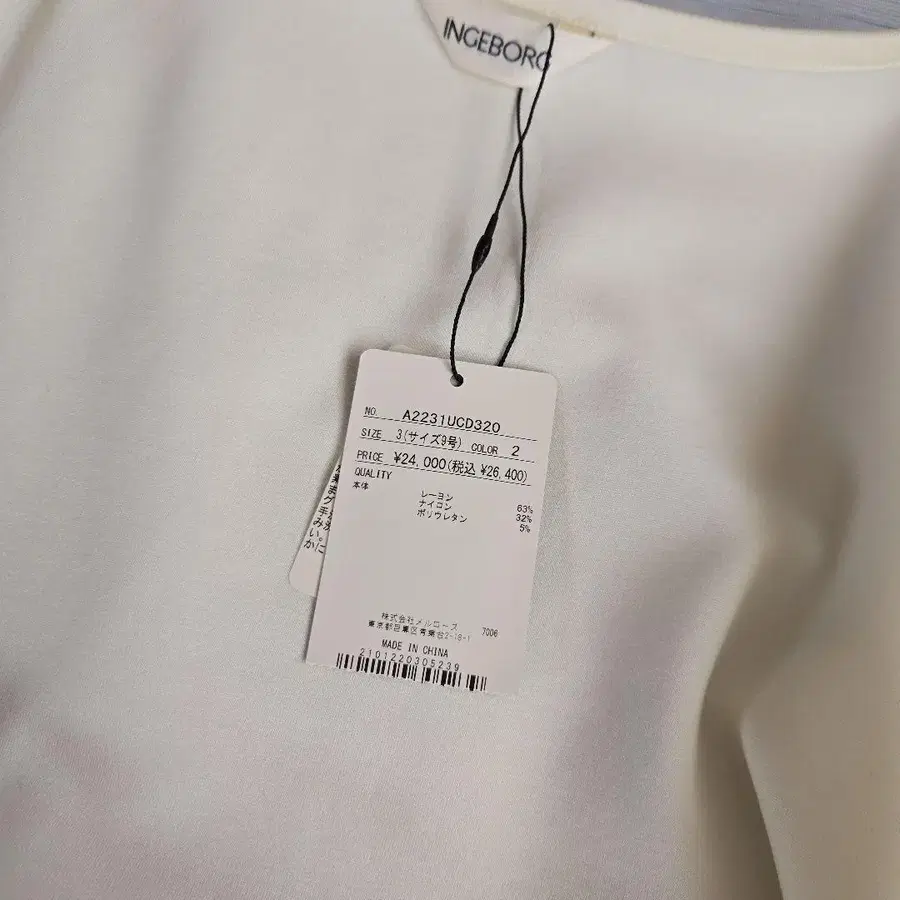 INGEBORG
NO. A2231UCD320
SIZE 3(サイズ9号) COLOR 2
PRICE ¥24,000(税込 ¥26,400)
QUALITY
本体
レーヨン 63%
ナイロン 32%
ポリウレタン 5%
株式会社メルローズ 7006
東京都目黒区青葉台2-18-1
MADE IN CHINA
2101220305239